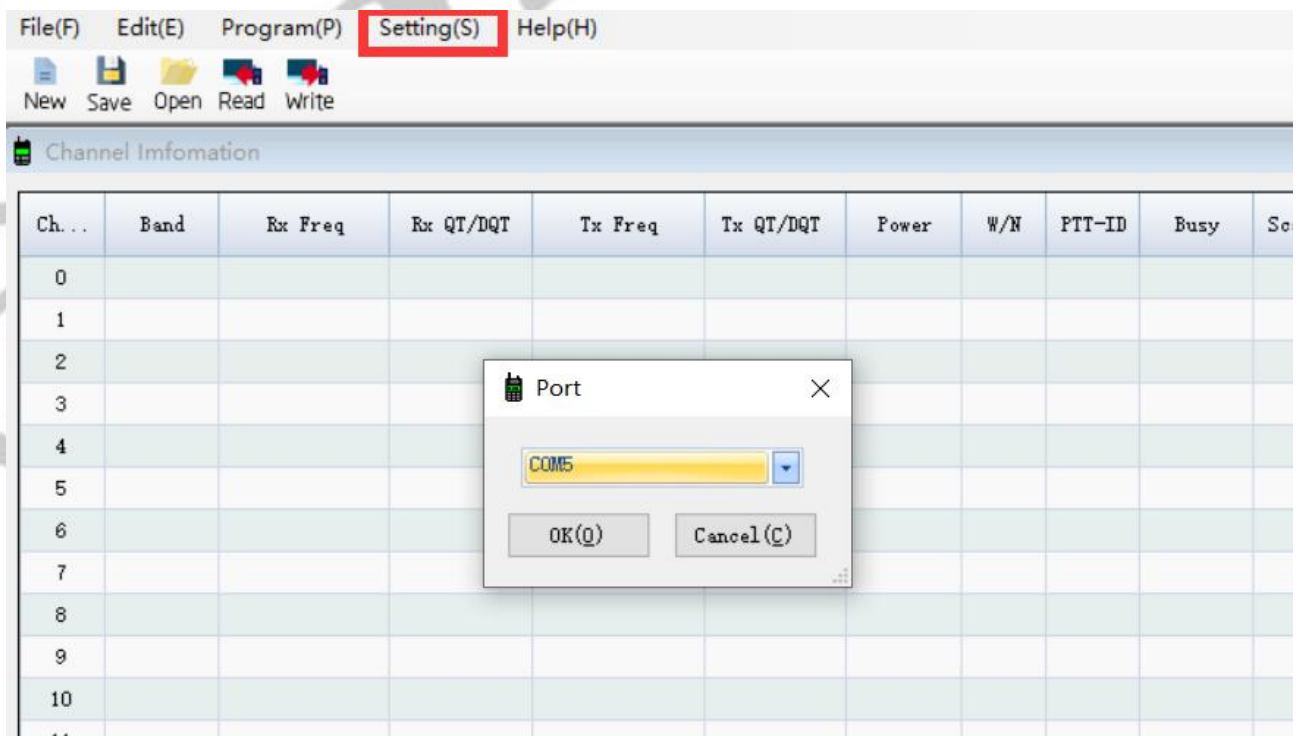 File(F) Edit(E) Program(P) Setting(S) Help(H)
New Save Open Read Write
Channel Imfomation
Ch... Band Rx Freq Rx QT/DQT Tx Freq Tx QT/DQT Power W/N PTT-ID Busy
0
1
2
3
4
5
6
7
8
9
10
Port
COM5
OK(O) Cancel(C)